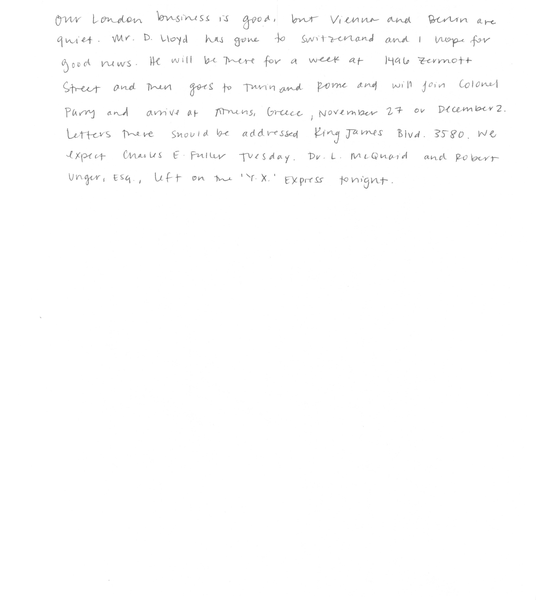 Our London business is good, but Vienna and Berlin are
quiet. Mr. D. Lloyd has gone to Switzerland and I hope for
good news. He will be there for a week at 1496 Zermott
Street and then goes to Turin and Rome and will join Colonel
Parry and arrive at Athens, Greece, November 27 or December 2.
Letters there should be addressed King James Blvd. 3580. We
expect Charles E. Fuller Tuesday. Dr. L. McQuaid and Robert
Unger, Esq., left on the 'Y.X.' Express tonight.